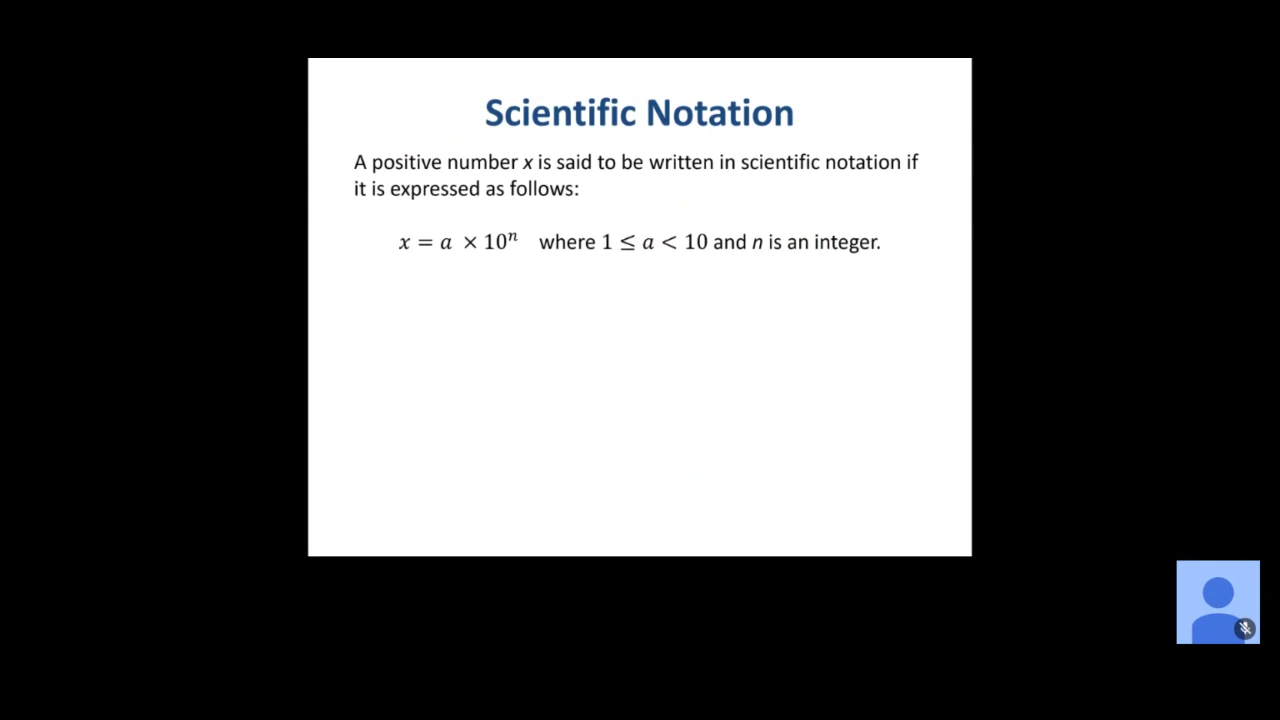 Scientific Notation
A positive number x is said to be written in scientific notation if
it is expressed as follows:
x = a × 10ⁿ where 1 ≤ a < 10 and n is an integer.